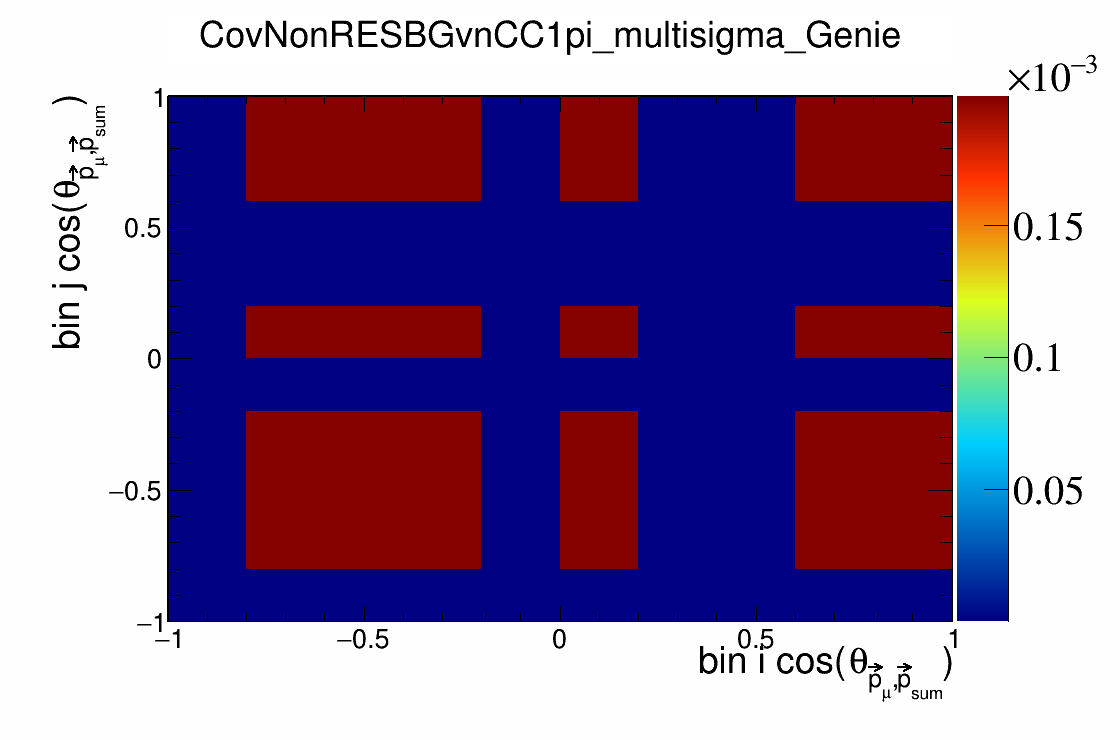 CovNonRESBGvnCC1pi_multisigma_Genie
×10⁻³
bin j cos(θ p⃗μ,p⃗sum)
1
0.5
0
−0.5
−1
−1 −0.5 0 0.5 1
bin i cos(θ p⃗μ,p⃗sum)
0.15
0.1
0.05